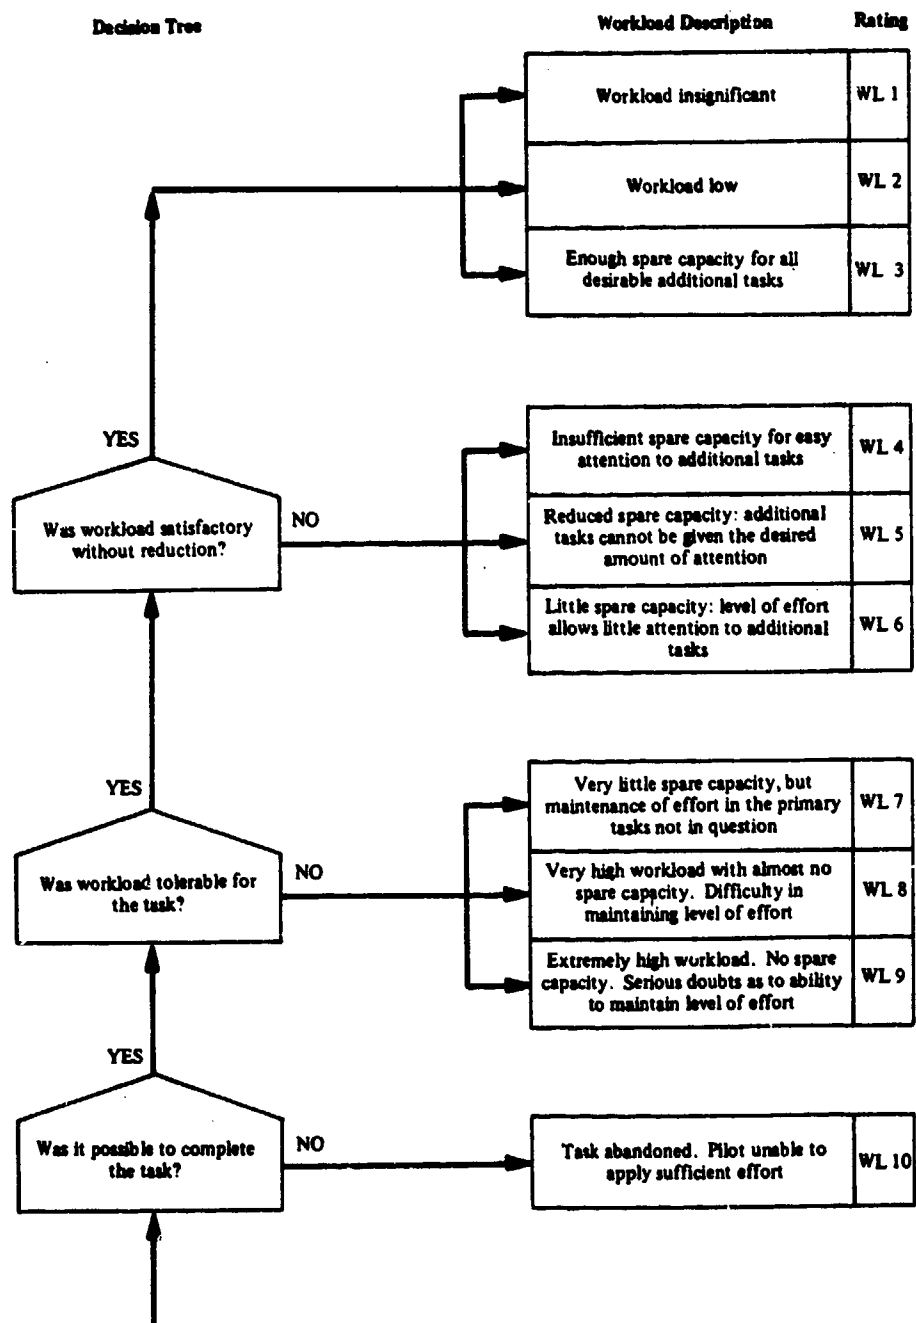 Decision Tree
Workload Description
Rating
Workload insignificant
WL 1
Workload low
WL 2
Enough spare capacity for all
desirable additional tasks
WL 3
YES
Was workload satisfactory
without reduction?
NO
Insufficient spare capacity for easy
attention to additional tasks
WL 4
Reduced spare capacity: additional
tasks cannot be given the desired
amount of attention
WL 5
Little spare capacity: level of effort
allows little attention to additional
tasks
WL 6
YES
Was workload tolerable for
the task?
NO
Very little spare capacity, but
maintenance of effort in the primary
tasks not in question
WL 7
Very high workload with almost no
spare capacity. Difficulty in
maintaining level of effort
WL 8
Extremely high workload. No spare
capacity. Serious doubts as to ability
to maintain level of effort
WL 9
YES
Was it possible to complete
the task?
NO
Task abandoned. Pilot unable to
apply sufficient effort
WL 10